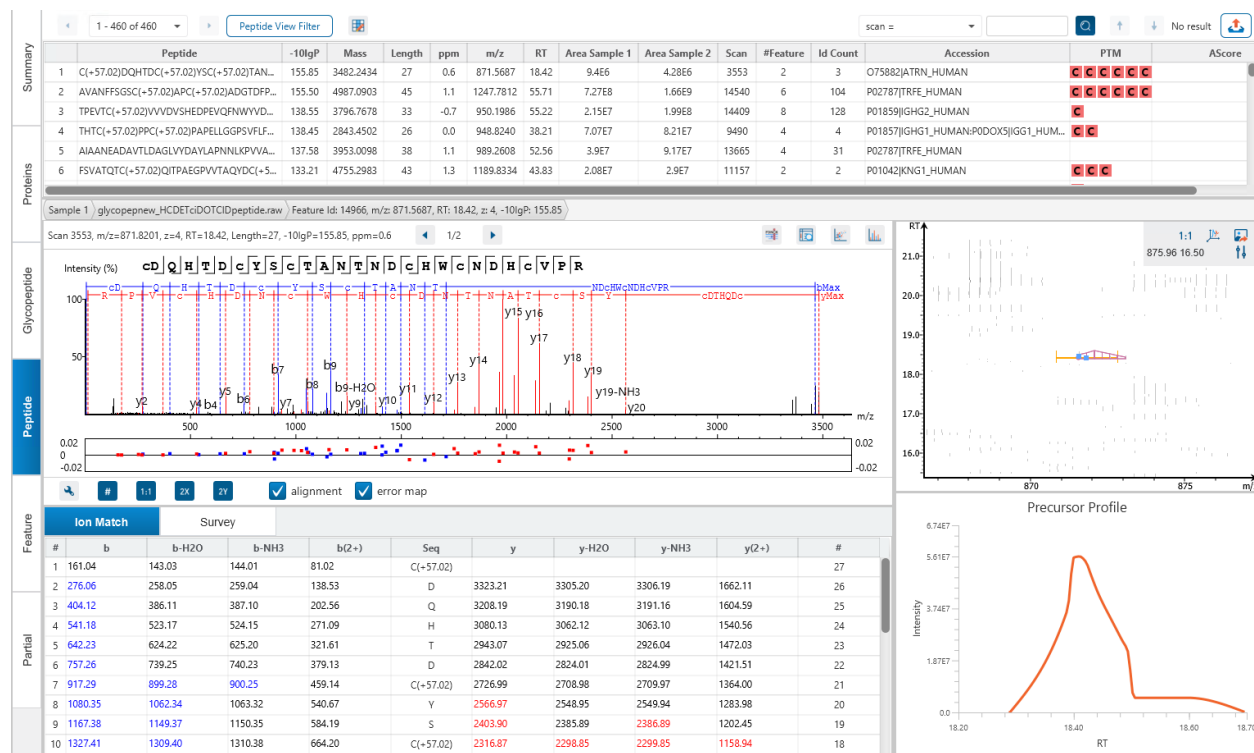 1 - 460 of 460 Peptide View Filter scan = No result
Peptide -10lgP Mass Length ppm m/z RT Area Sample 1 Area Sample 2 Scan #Feature Id Count Accession PTM AScore
1 C(+57.02)DQHTDC(+57.02)YSC(+57.02)TAN... 155.85 3482.2434 27 0.6 871.5687 18.42 9.4E6 4.28E6 3553 2 3 O75882|ATRN_HUMAN C C C C C C
2 AVANFFSGSC(+57.02)APC(+57.02)ADGTDFP... 155.50 4987.0903 45 1.1 1247.7812 55.71 7.27E8 1.66E9 14540 6 104 P02787|TRFE_HUMAN C C C C C C
3 TPEVTC(+57.02)VVVDVSHEDPEVQFNWYVD... 138.55 3796.7678 33 -0.7 950.1986 55.22 2.15E7 1.99E8 14409 8 128 P01859|IGHG2_HUMAN C
4 THTC(+57.02)PPC(+57.02)PAPELLGGPSVFLF... 138.45 2843.4502 26 0.0 948.8240 38.21 7.07E7 8.21E7 9490 4 4 P01857|IGHG1_HUMAN:P0DOX5|IGG1_HUM... C C
5 AIAANEADAVTLDAGLVYDAYLAPNNLKPVVA... 137.58 3953.0098 38 1.1 989.2608 52.56 3.9E7 9.17E7 13665 4 31 P02787|TRFE_HUMAN
6 FSVATQTC(+57.02)QITPAEGPVVTAQYDC(+5... 133.21 4755.2983 43 1.3 1189.8334 43.83 2.08E7 2.9E7 11157 2 2 P01042|KNG1_HUMAN C C C
Summary
Proteins
Glycopeptide
Peptide
Feature
Partial
Sample 1 glycopepnew_HCDETciDOTCIDpeptide.raw Feature Id: 14966, m/z: 871.5687, RT: 18.42, z: 4, -10lgP: 155.85
Scan 3553, m/z=871.8201, z=4, RT=18.42, Length=27, -10lgP=155.85, ppm=0.6 1/2
Intensity (%) cD Q H T D c Y S c T A N T N D c H W c N D H c V P R
cD Q H T D c Y S c T A N T NDcHWcNDHcVPR bMax
R P V c H D N c W H c D N T N A T c S Y cDTHQDc yMax
100
50
y2 y4 b4 y5 b6 b7 y7 b8 b9 b9-H2O y9 y10 y11 y12 y13 y14 y15 y16 y17 y18 y19 y19-NH3 y20
500 1000 1500 2000 2500 3000 3500 m/z
0.02 0.02
0
-0.02 -0.02
# 1:1 2X 2Y alignment error map
RT
1:1
875.96 16.50
21.0
20.0
19.0
18.0
17.0
16.0
870 875 m/
Ion Match Survey
# b b-H2O b-NH3 b(2+) Seq y y-H2O y-NH3 y(2+) #
1 161.04 143.03 144.01 81.02 C(+57.02) 27
2 276.06 258.05 259.04 138.53 D 3323.21 3305.20 3306.19 1662.11 26
3 404.12 386.11 387.10 202.56 Q 3208.19 3190.18 3191.16 1604.59 25
4 541.18 523.17 524.15 271.09 H 3080.13 3062.12 3063.10 1540.56 24
5 642.23 624.22 625.20 321.61 T 2943.07 2925.06 2926.04 1472.03 23
6 757.26 739.25 740.23 379.13 D 2842.02 2824.01 2824.99 1421.51 22
7 917.29 899.28 900.25 459.14 C(+57.02) 2726.99 2708.98 2709.97 1364.00 21
8 1080.35 1062.34 1063.32 540.67 Y 2566.97 2548.95 2549.94 1283.98 20
9 1167.38 1149.37 1150.35 584.19 S 2403.90 2385.89 2386.89 1202.45 19
10 1327.41 1309.40 1310.38 664.20 C(+57.02) 2316.87 2298.85 2299.85 1158.94 18
Precursor Profile
6.74E7
5.61E7
3.74E7
1.87E7
0.0
Intensity
18.20 18.40 18.60 18.70
RT